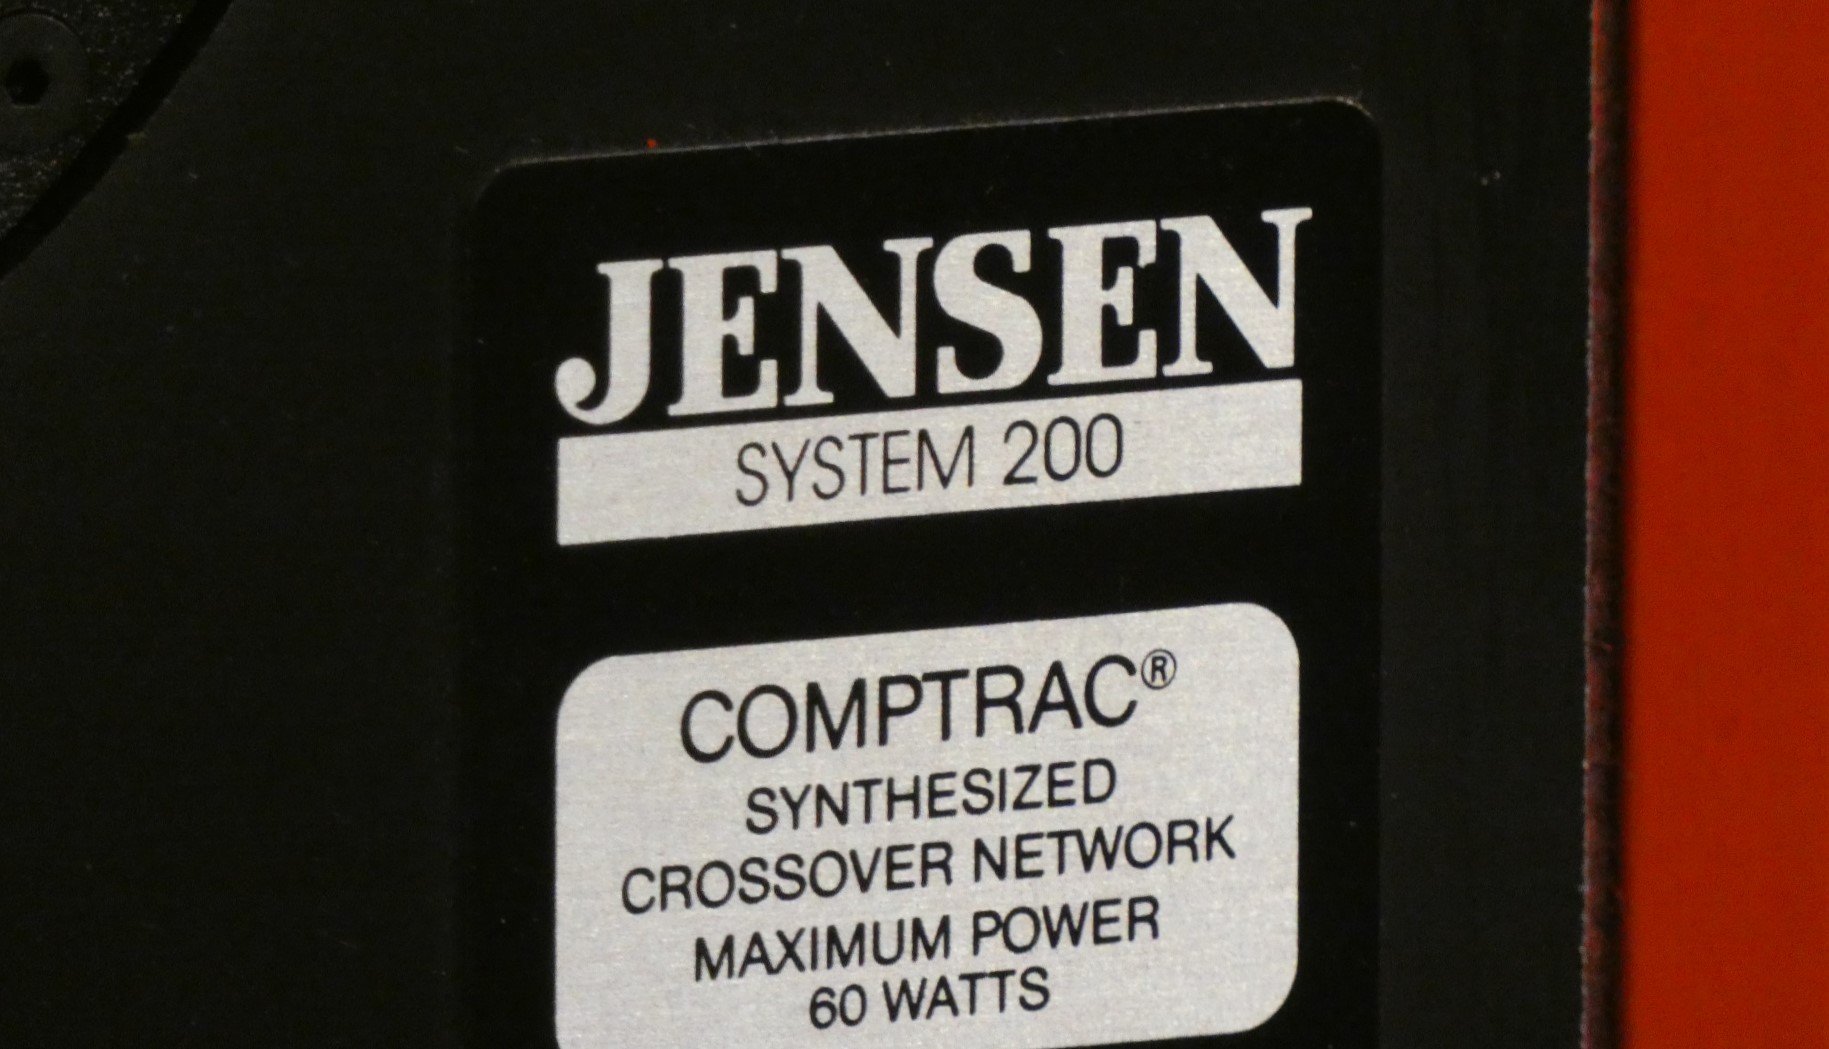 JENSEN
SYSTEM 200
COMPTRAC®
SYNTHESIZED
CROSSOVER NETWORK
MAXIMUM POWER
60 WATTS